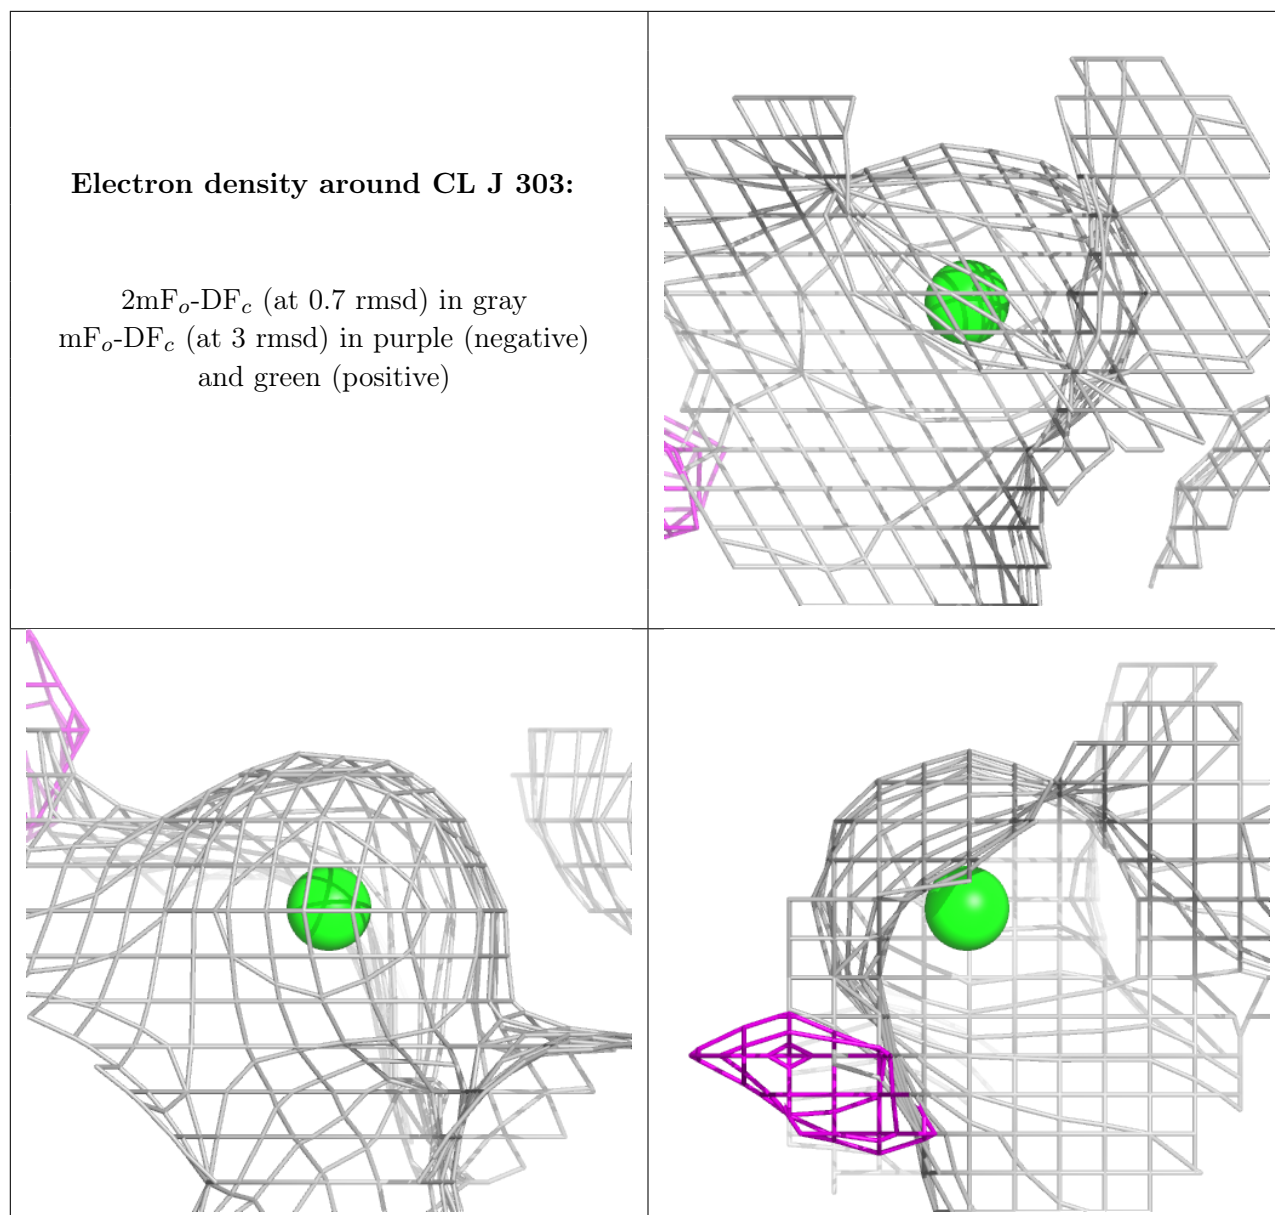 Electron density around CL J 303:
2mFₒ-DF𝒸 (at 0.7 rmsd) in gray
mFₒ-DF𝒸 (at 3 rmsd) in purple (negative)
and green (positive)